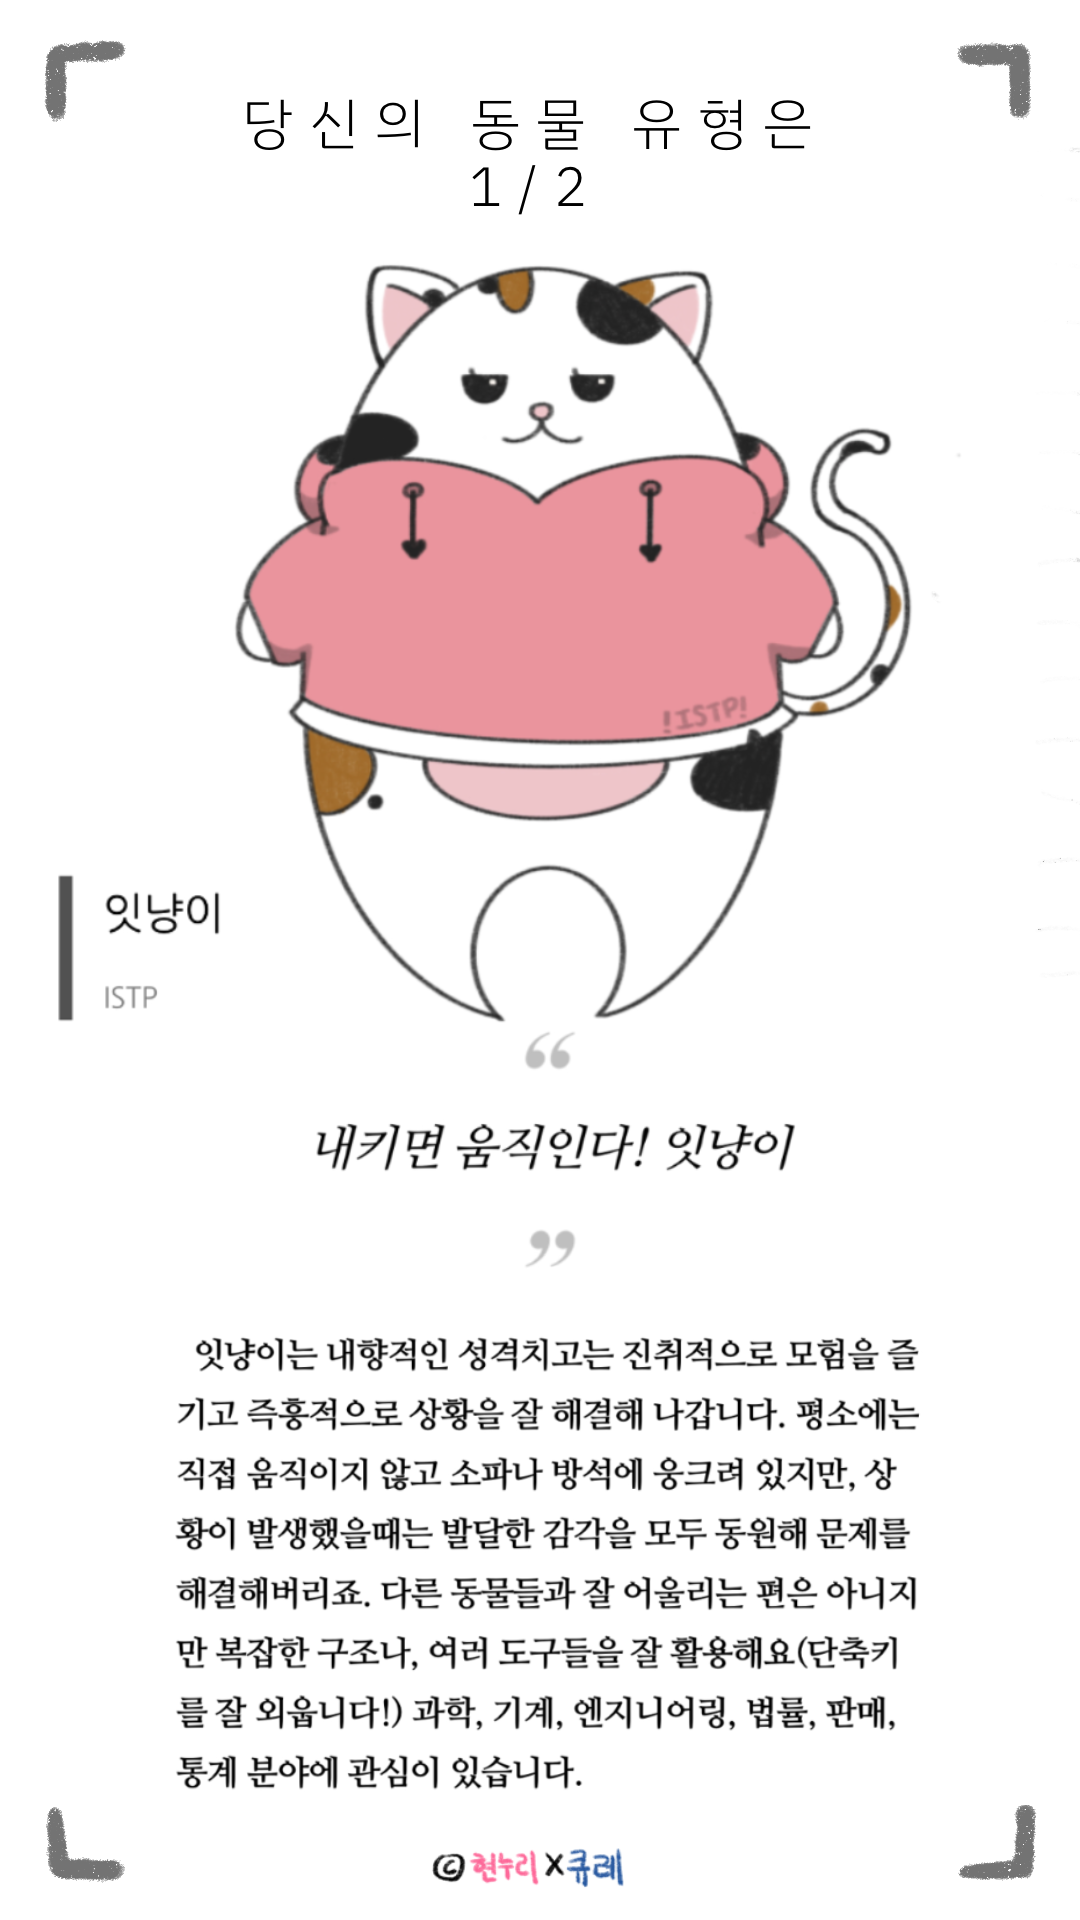 당신의 동물 유형은
1/2
!ISTP!
잇냥이
ISTP
“
내키면 움직인다! 잇냥이
”
잇냥이는 내향적인 성격치고는 진취적으로 모험을 즐
기고 즉흥적으로 상황을 잘 해결해 나갑니다. 평소에는
직접 움직이지 않고 소파나 방석에 웅크려 있지만, 상
황이 발생했을때는 발달한 감각을 모두 동원해 문제를
해결해버리죠. 다른 동물들과 잘 어울리는 편은 아니지
만 복잡한 구조나, 여러 도구들을 잘 활용해요(단축키
를 잘 외웁니다!) 과학, 기계, 엔지니어링, 법률, 판매,
통계 분야에 관심이 있습니다.
© 현누리 X 큐레